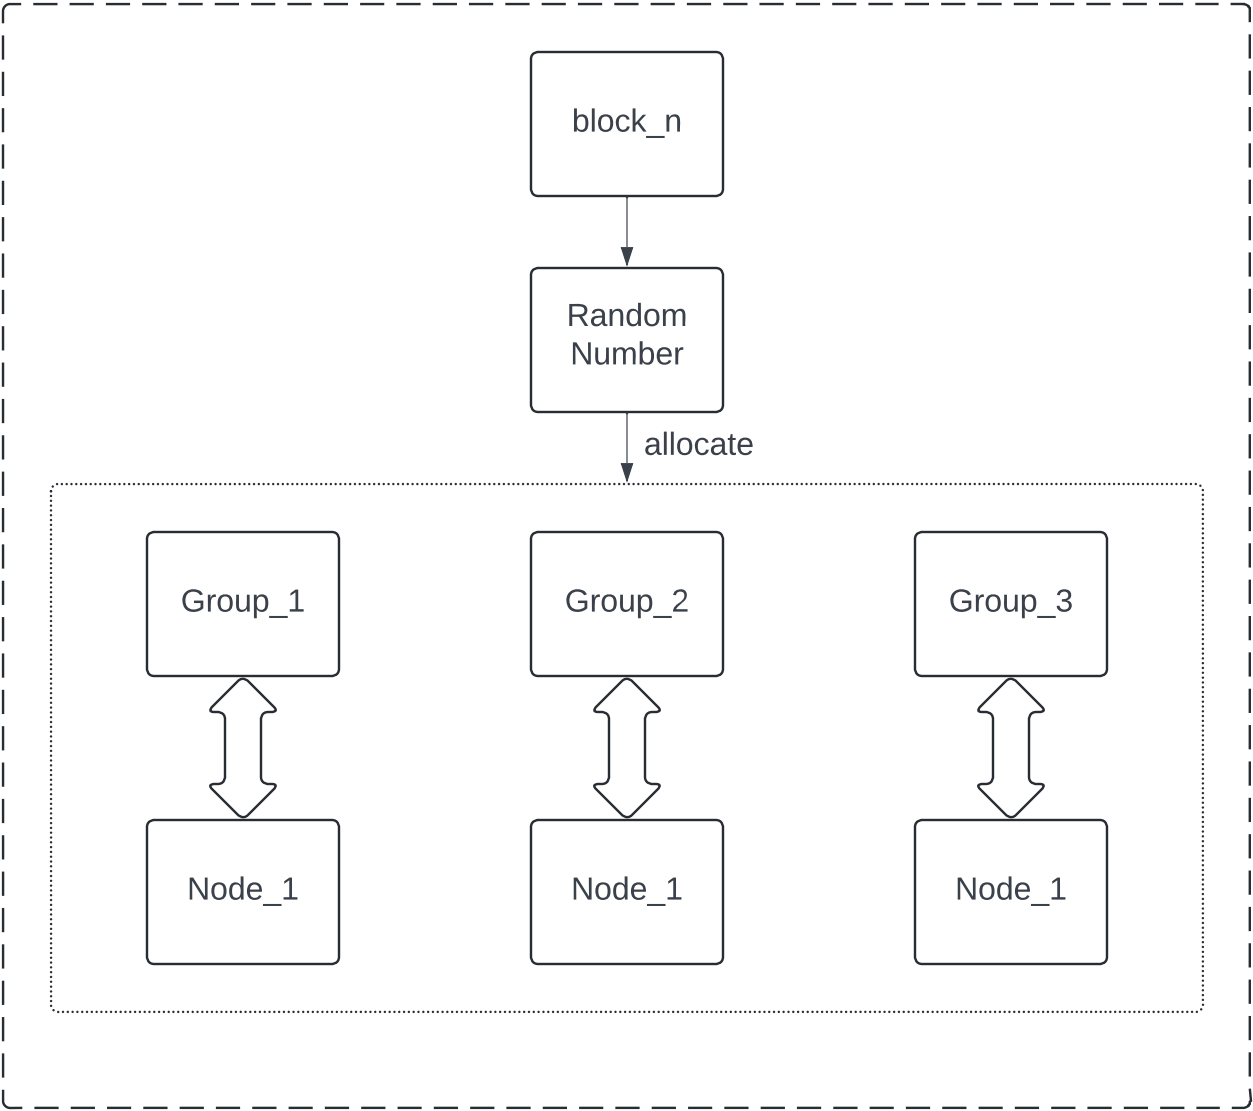 block_n
Random
Number
allocate
Group_1
Group_2
Group_3
Node_1
Node_1
Node_1